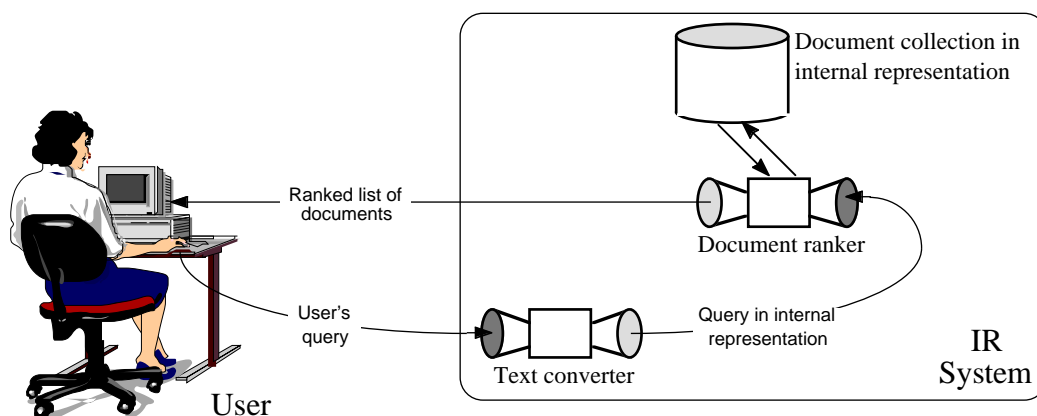 Document collection in
internal representation
Ranked list of
documents
Document ranker
User's
query
Query in internal
representation
Text converter
IR
System
User